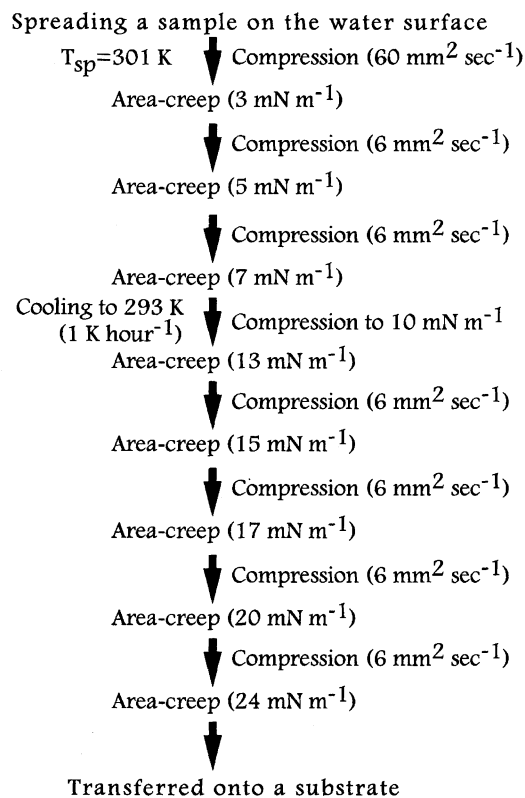 Spreading a sample on the water surface
T_sp=301 K Compression (60 mm² sec⁻¹)
Area-creep (3 mN m⁻¹)
Compression (6 mm² sec⁻¹)
Area-creep (5 mN m⁻¹)
Compression (6 mm² sec⁻¹)
Area-creep (7 mN m⁻¹)
Cooling to 293 K
(1 K hour⁻¹)
Compression to 10 mN m⁻¹
Area-creep (13 mN m⁻¹)
Compression (6 mm² sec⁻¹)
Area-creep (15 mN m⁻¹)
Compression (6 mm² sec⁻¹)
Area-creep (17 mN m⁻¹)
Compression (6 mm² sec⁻¹)
Area-creep (20 mN m⁻¹)
Compression (6 mm² sec⁻¹)
Area-creep (24 mN m⁻¹)
Transferred onto a substrate